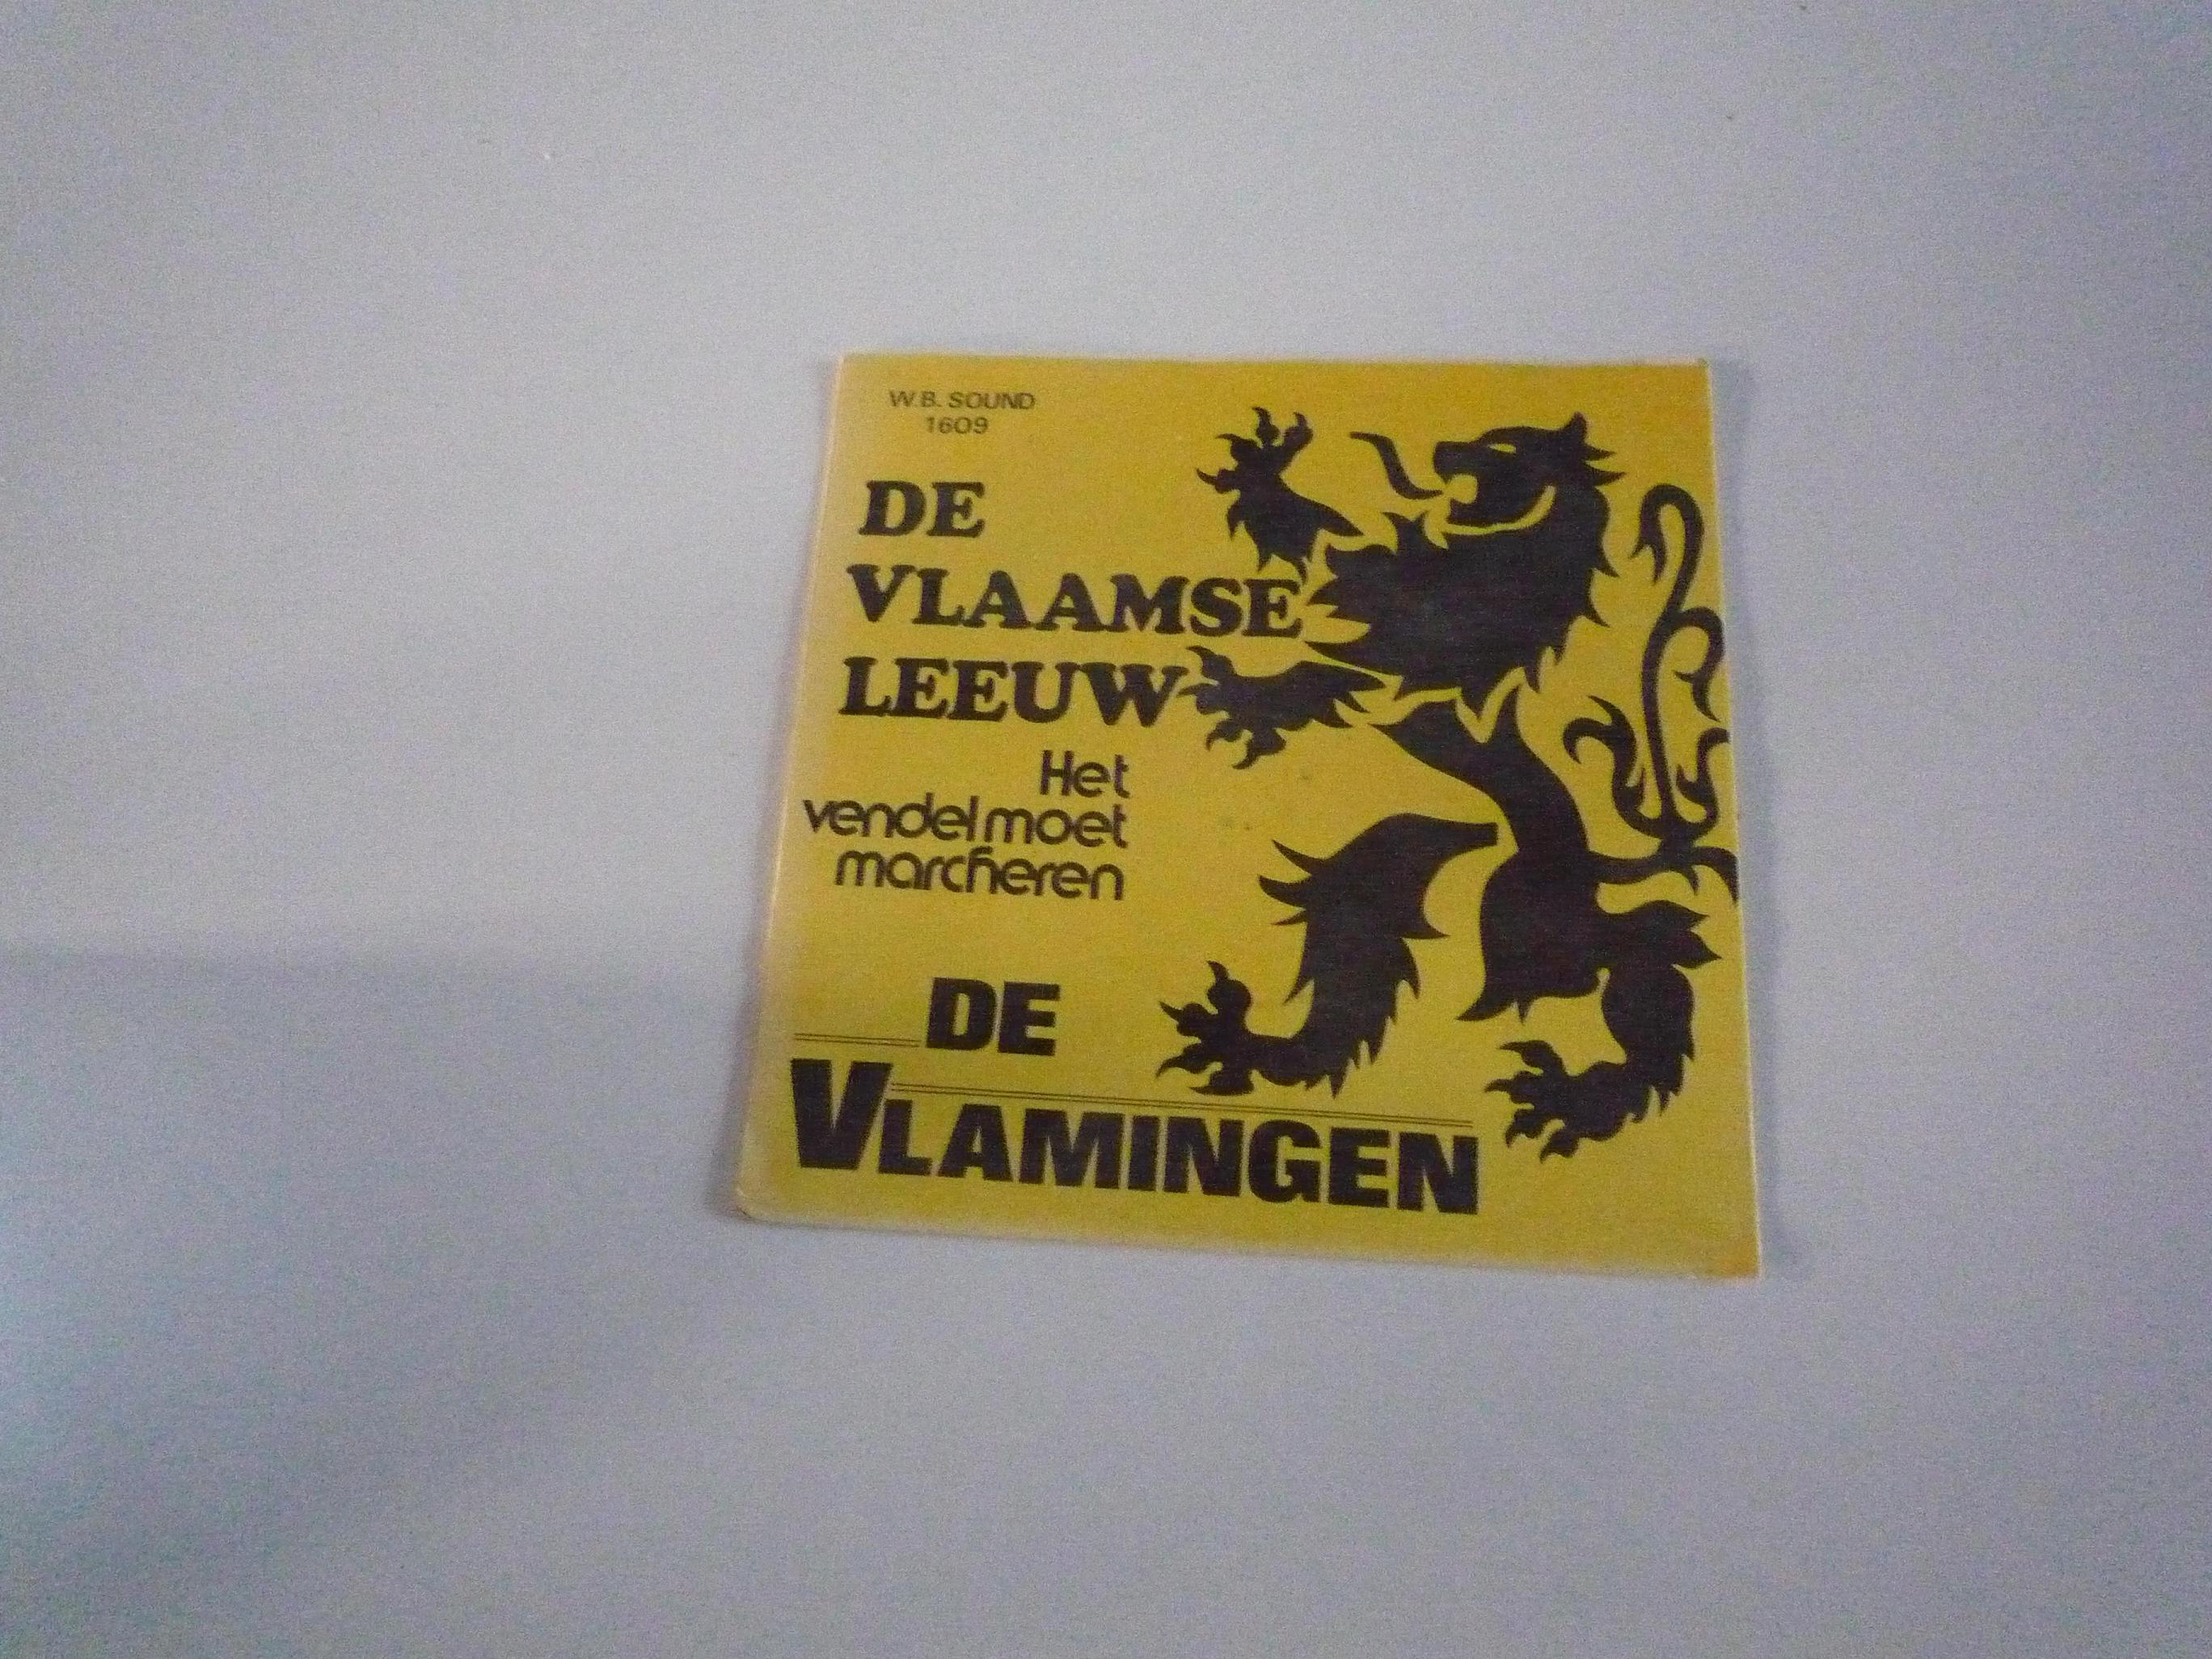 W.B. SOUND
1609
DE
VLAAMSE
LEEUW
Het
vendel moet
marcheren
DE
VLAMINGEN